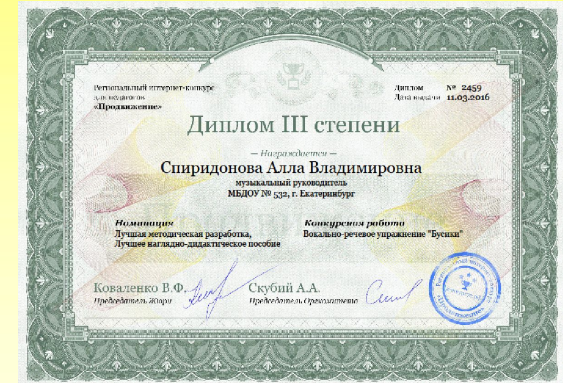 Региональный интернет-конкурс
для педагогов
«Продвижение»
Диплом № 2459
Дата выдачи 11.03.2016
Диплом III степени
— Награждается —
Спиридонова Алла Владимировна
музыкальный руководитель
МБДОУ № 532, г. Екатеринбург
Номинация
Лучшая методическая разработка,
Лучшее наглядно-дидактическое пособие
Конкурсная работа
Вокально-речевое упражнение "Бусики"
Коваленко В.Ф.
Председатель Жюри
Скубий А.А.
Председатель Оргкомитета